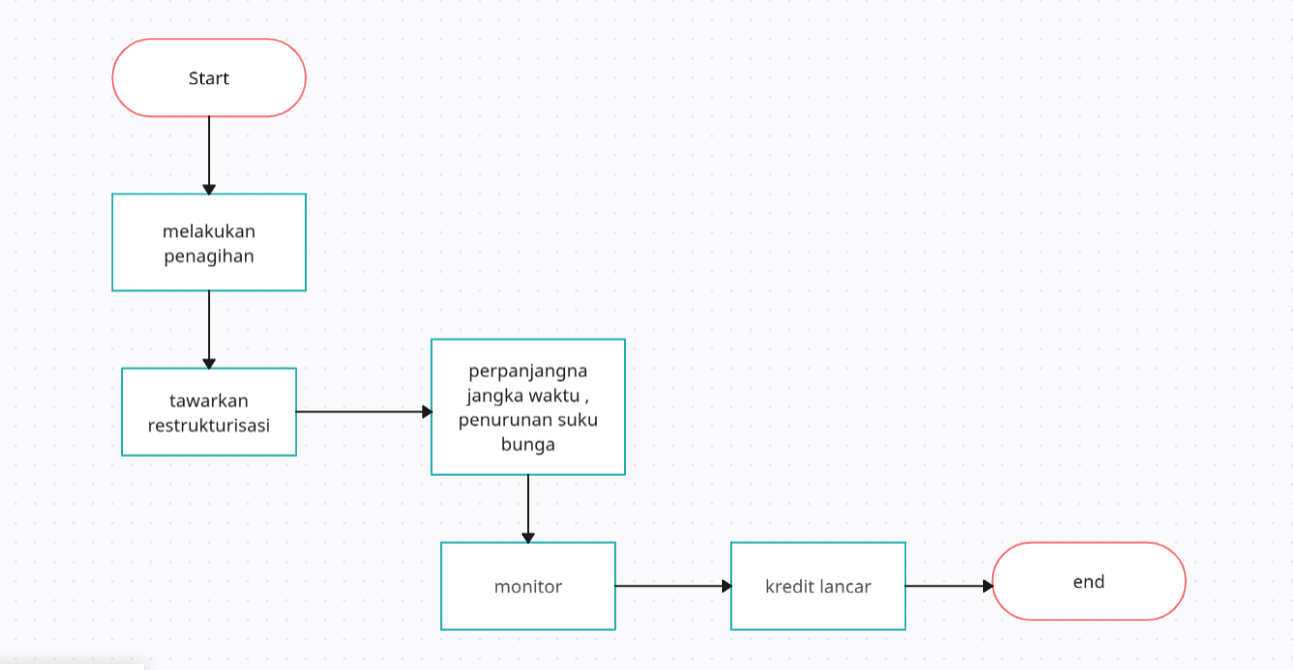 Start
melakukan
penagihan
tawarkan
restrukturisasi
perpanjangna
jangka waktu ,
penurunan suku
bunga
monitor
kredit lancar
end